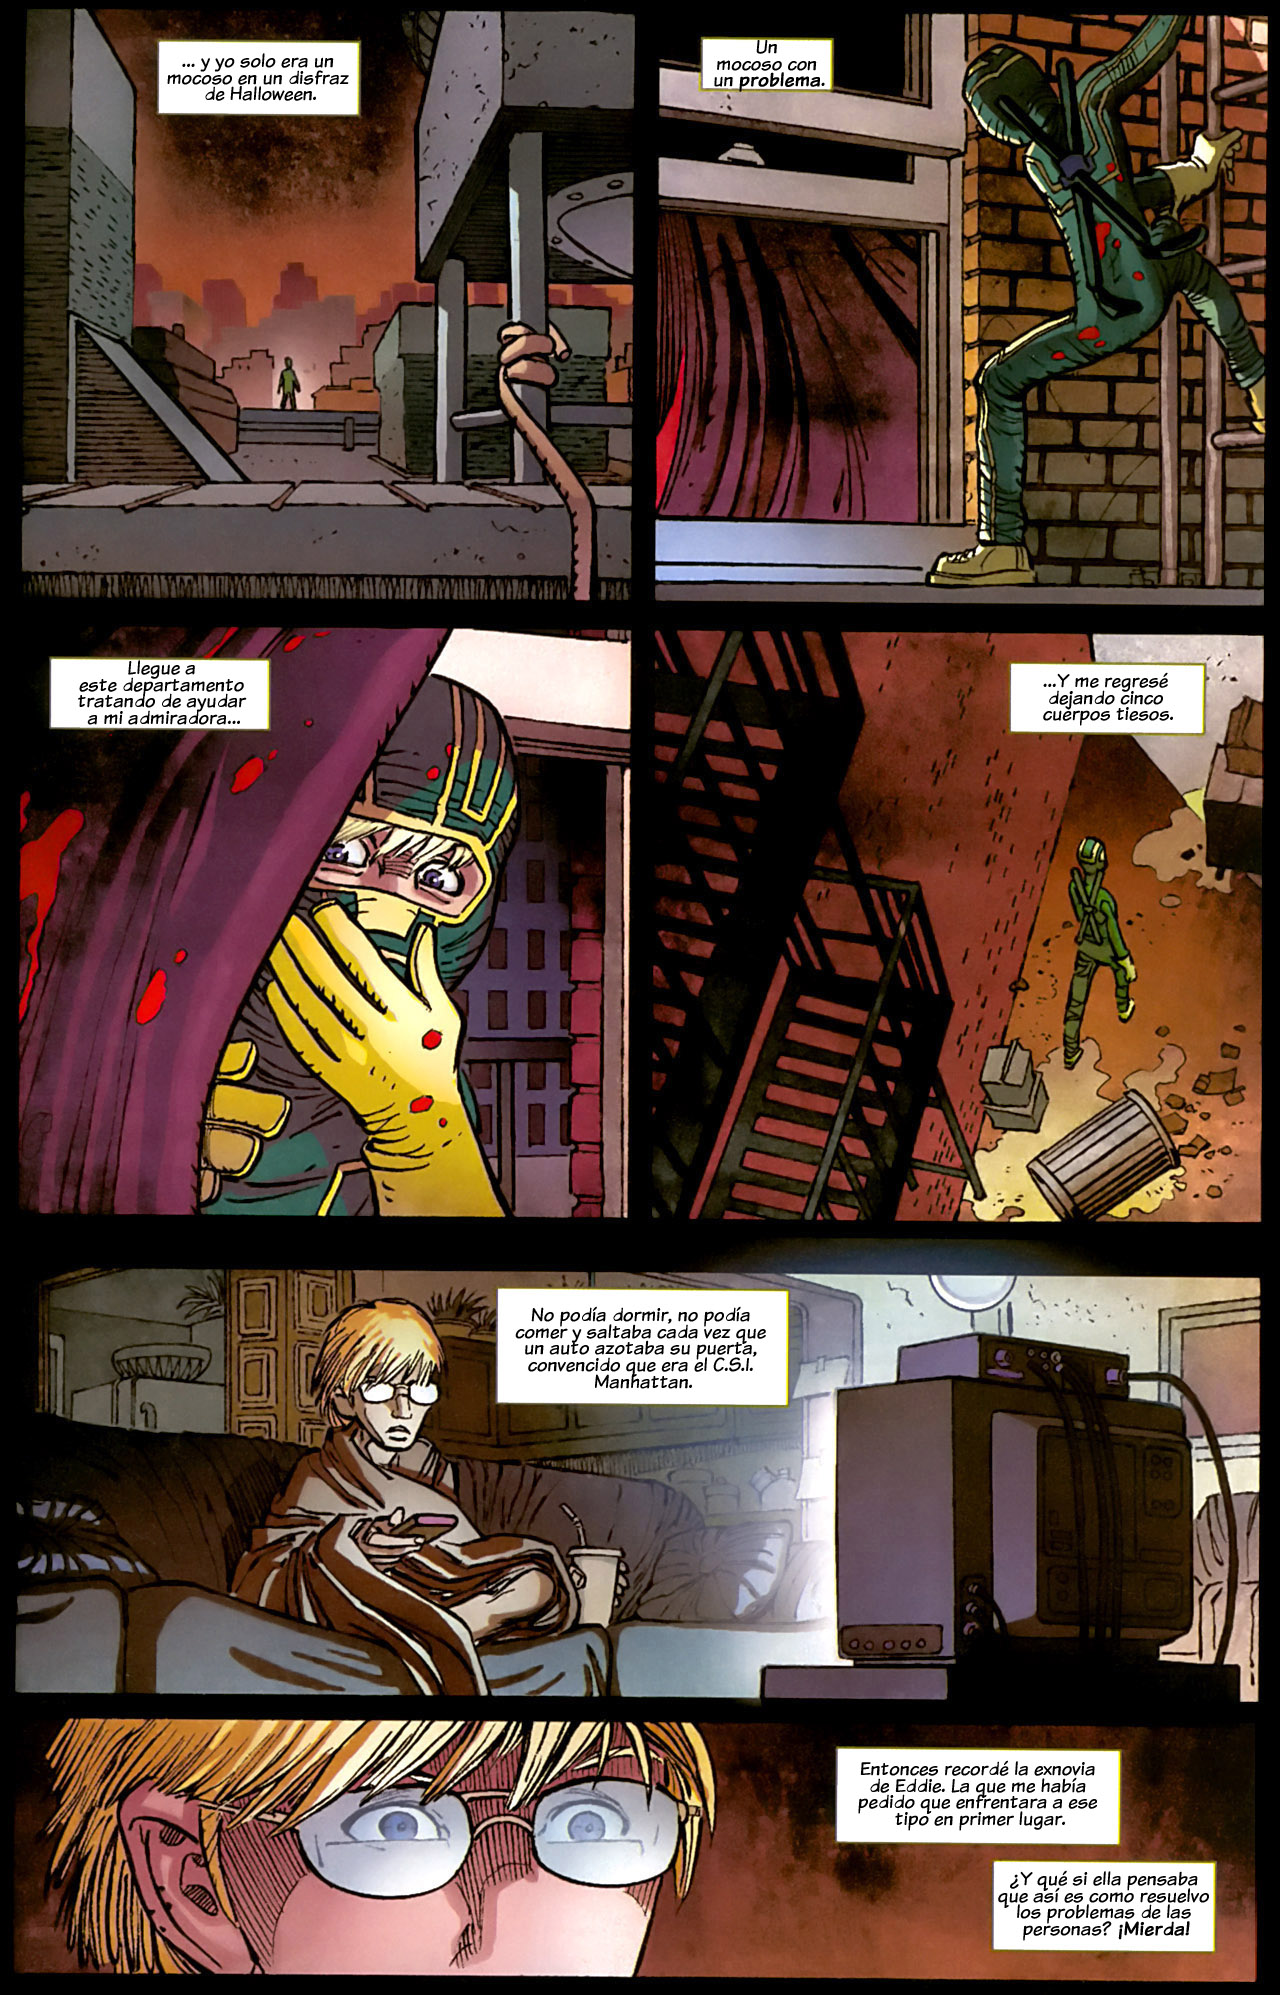 ... y yo solo era un
mocoso en un disfraz
de Halloween.
Un
mocoso con
un problema.
Llegue a
este departamento
tratando de ayudar
a mi admiradora...
...Y me regresé
dejando cinco
cuerpos tiesos.
No podía dormir, no podía
comer y saltaba cada vez que
un auto azotaba su puerta,
convencido que era el C.S.I.
Manhattan.
Entonces recordé la exnovia
de Eddie. La que me había
pedido que enfrentara a ese
tipo en primer lugar.
¿Y qué si ella pensaba
que así es como resuelvo
los problemas de las
personas? ¡Mierda!